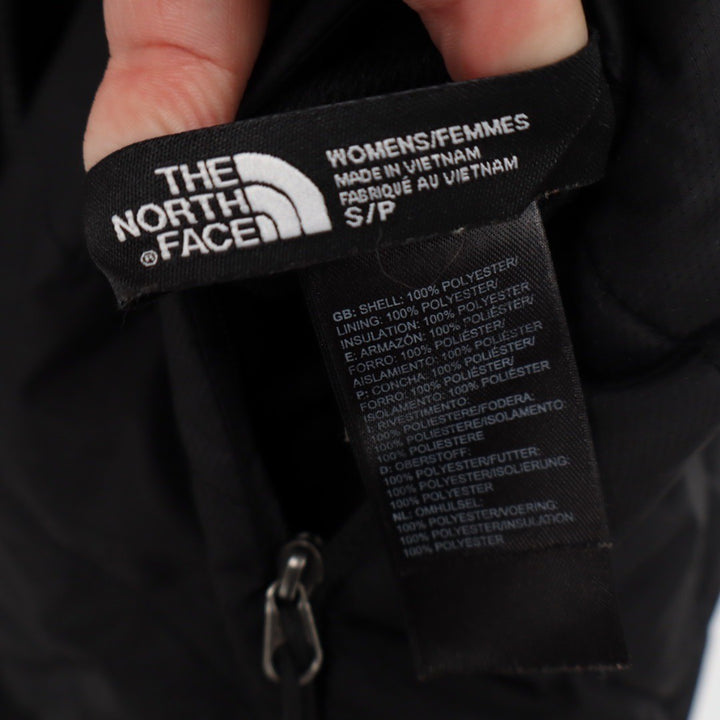 THE
NORTH
FACE®
WOMENS/FEMMES
MADE IN VIETNAM
FABRIQUÉ AU VIETNAM
S/P
GB: SHELL: 100% POLYESTER/
LINING: 100% POLYESTER/
INSULATION: 100% POLYESTER/
E: ARMAZÓN: 100% POLIÉSTER/
FORRO: 100% POLIÉSTER/
AISLAMIENTO: 100% POLIÉSTER
P: CONCHA: 100% POLIÉSTER/
FORRO: 100% POLIÉSTER/
ISOLAMENTO: 100% POLIÉSTER
I: RIVESTIMENTO:
100% POLIESTERE/FODERA:
100% POLIESTERE/ISOLAMENTO:
100% POLIESTERE
D: OBERSTOFF:
100% POLYESTER/FUTTER:
100% POLYESTER/ISOLIERUNG:
100% POLYESTER
NL: OMHULSEL:
100% POLYESTER/VOERING:
100% POLYESTER/INSULATION
100% POLYESTER